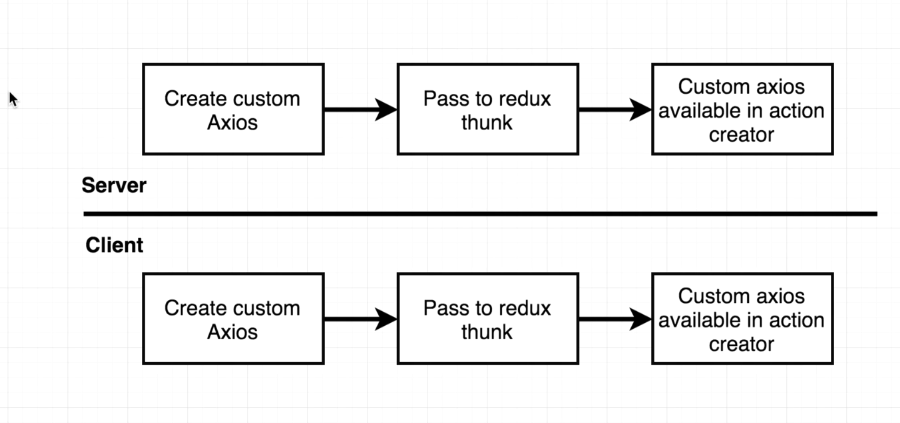 Create custom
Axios
Pass to redux
thunk
Custom axios
available in action
creator
Server
Client
Create custom
Axios
Pass to redux
thunk
Custom axios
available in action
creator